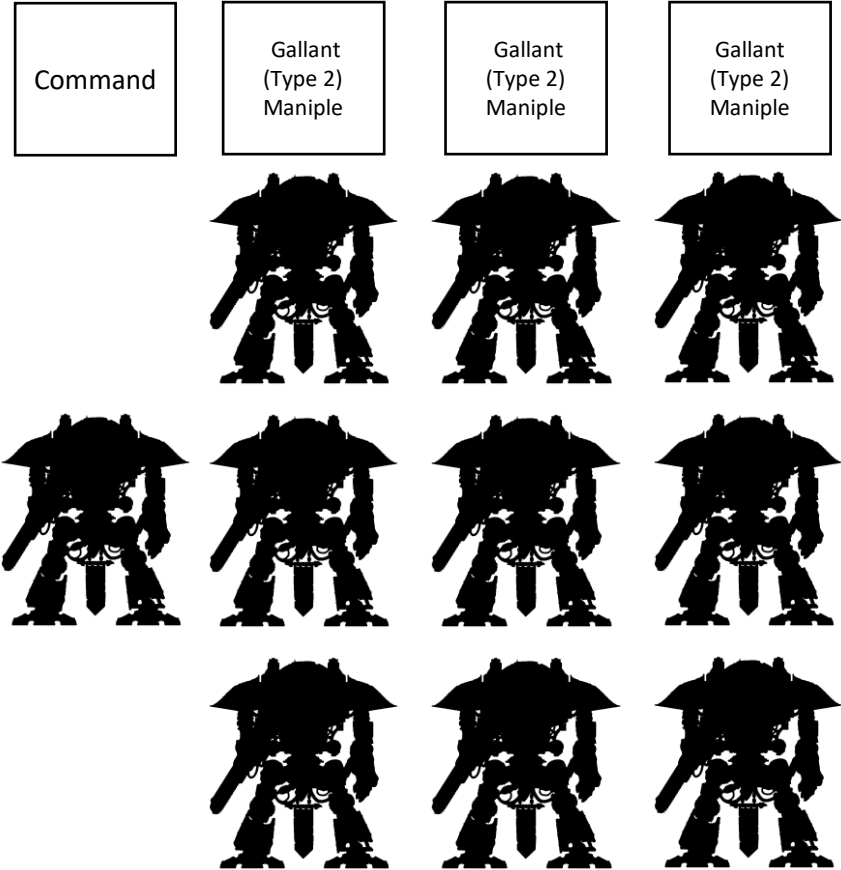 Command
Gallant
(Type 2)
Maniple
Gallant
(Type 2)
Maniple
Gallant
(Type 2)
Maniple